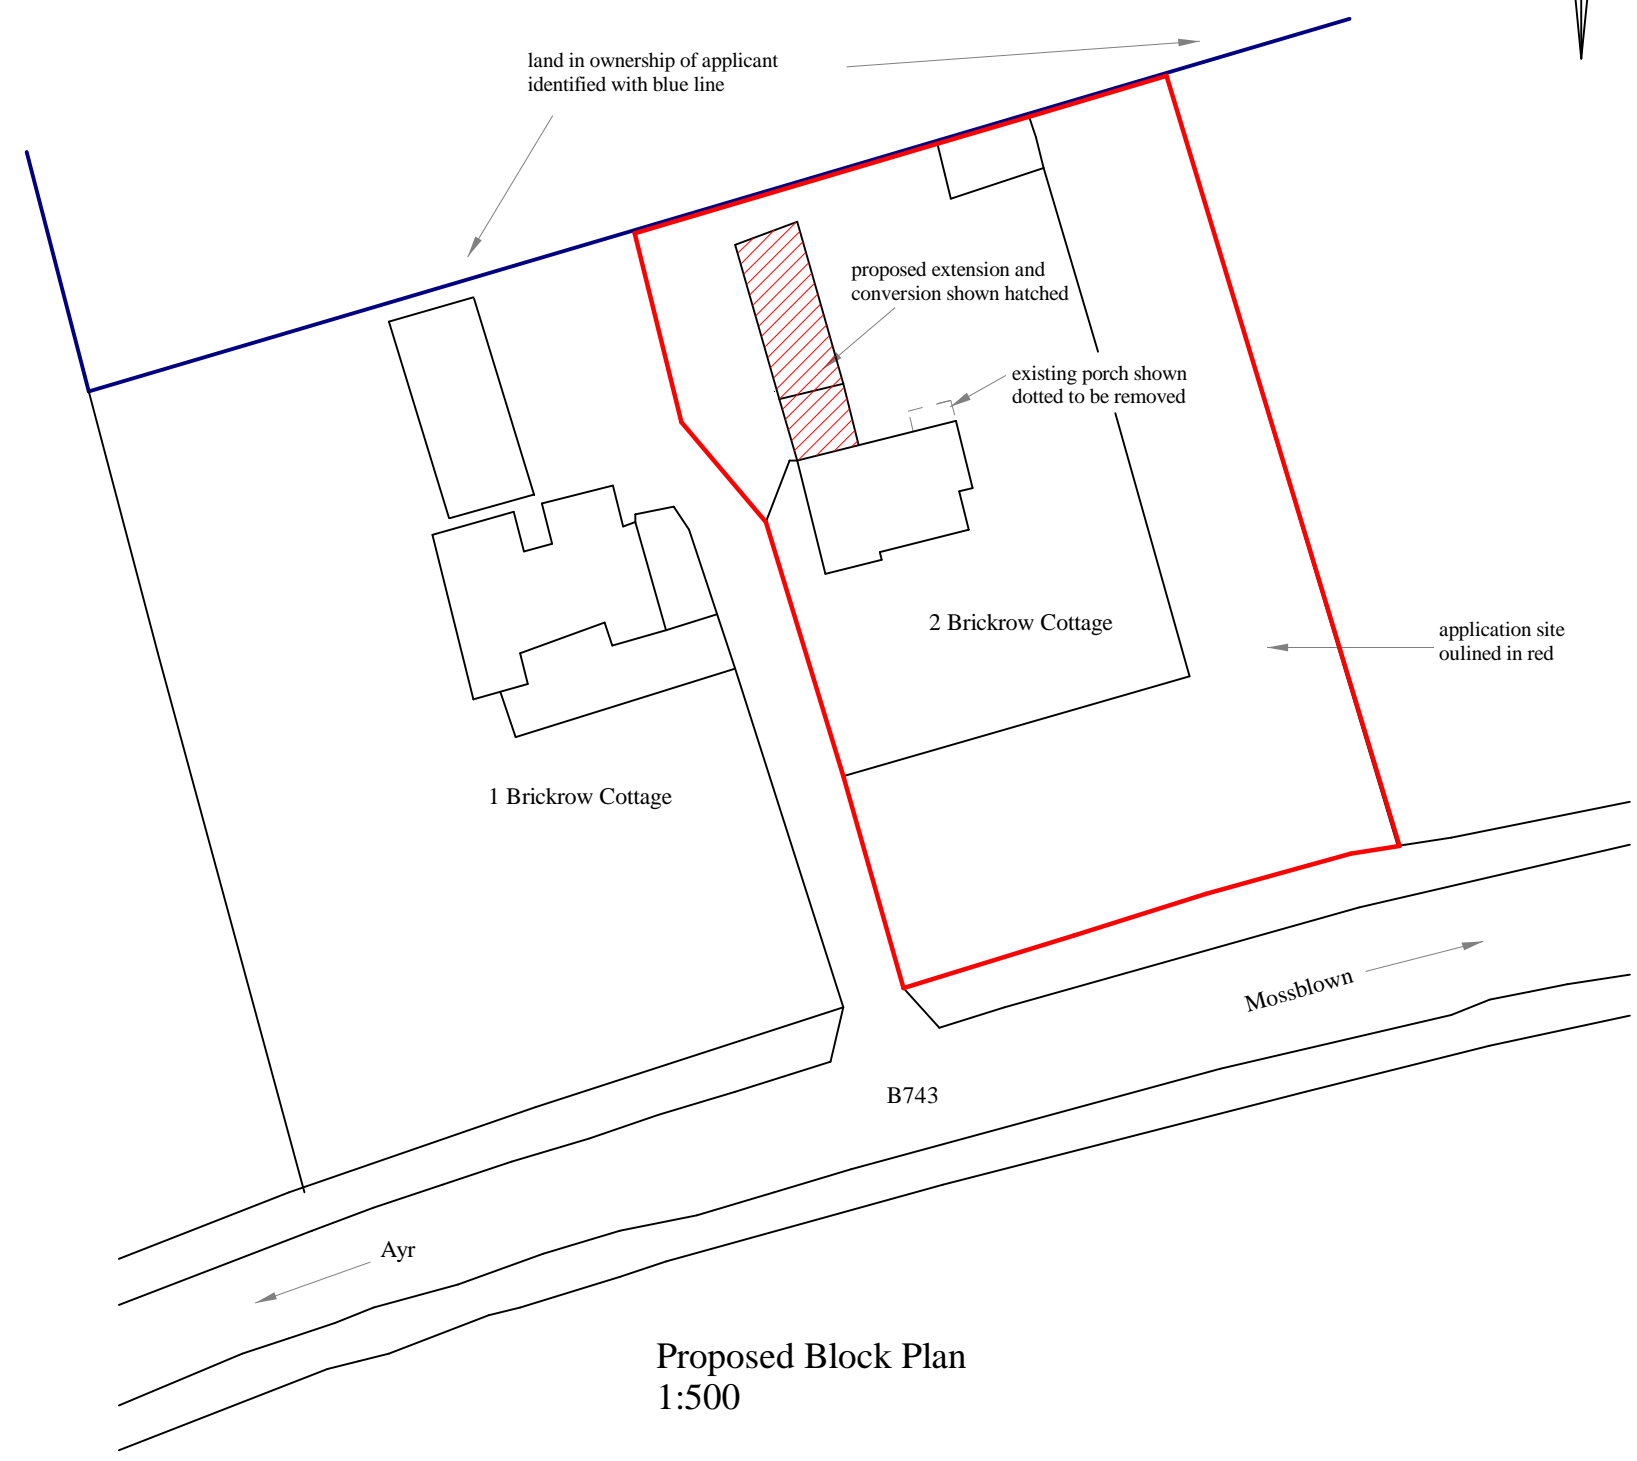 land in ownership of applicant
identified with blue line
proposed extension and
conversion shown hatched
existing porch shown
dotted to be removed
2 Brickrow Cottage
application site
oulined in red
1 Brickrow Cottage
Mossblown
B743
Ayr
Proposed Block Plan
1:500